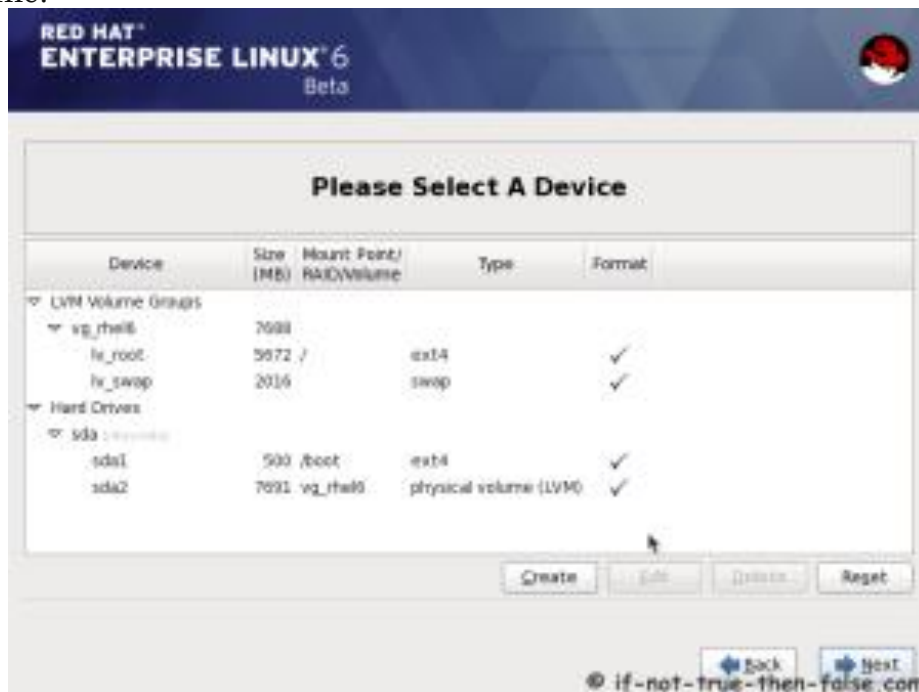 RED HAT™
ENTERPRISE LINUX® 6
Beta
Please Select A Device
Device Size (MB) Mount Point/ RAID/Volume Type Format
LVM Volume Groups
vg_rhel6 7688
lv_root 5672 / ext4 ✓
lv_swap 2016 swap ✓
Hard Drives
sda
sda1 500 /boot ext4 ✓
sda2 7691 vg_rhel6 physical volume (LVM) ✓
Create Edit Delete Reset
Back Next
© if-not-true-then-false.com